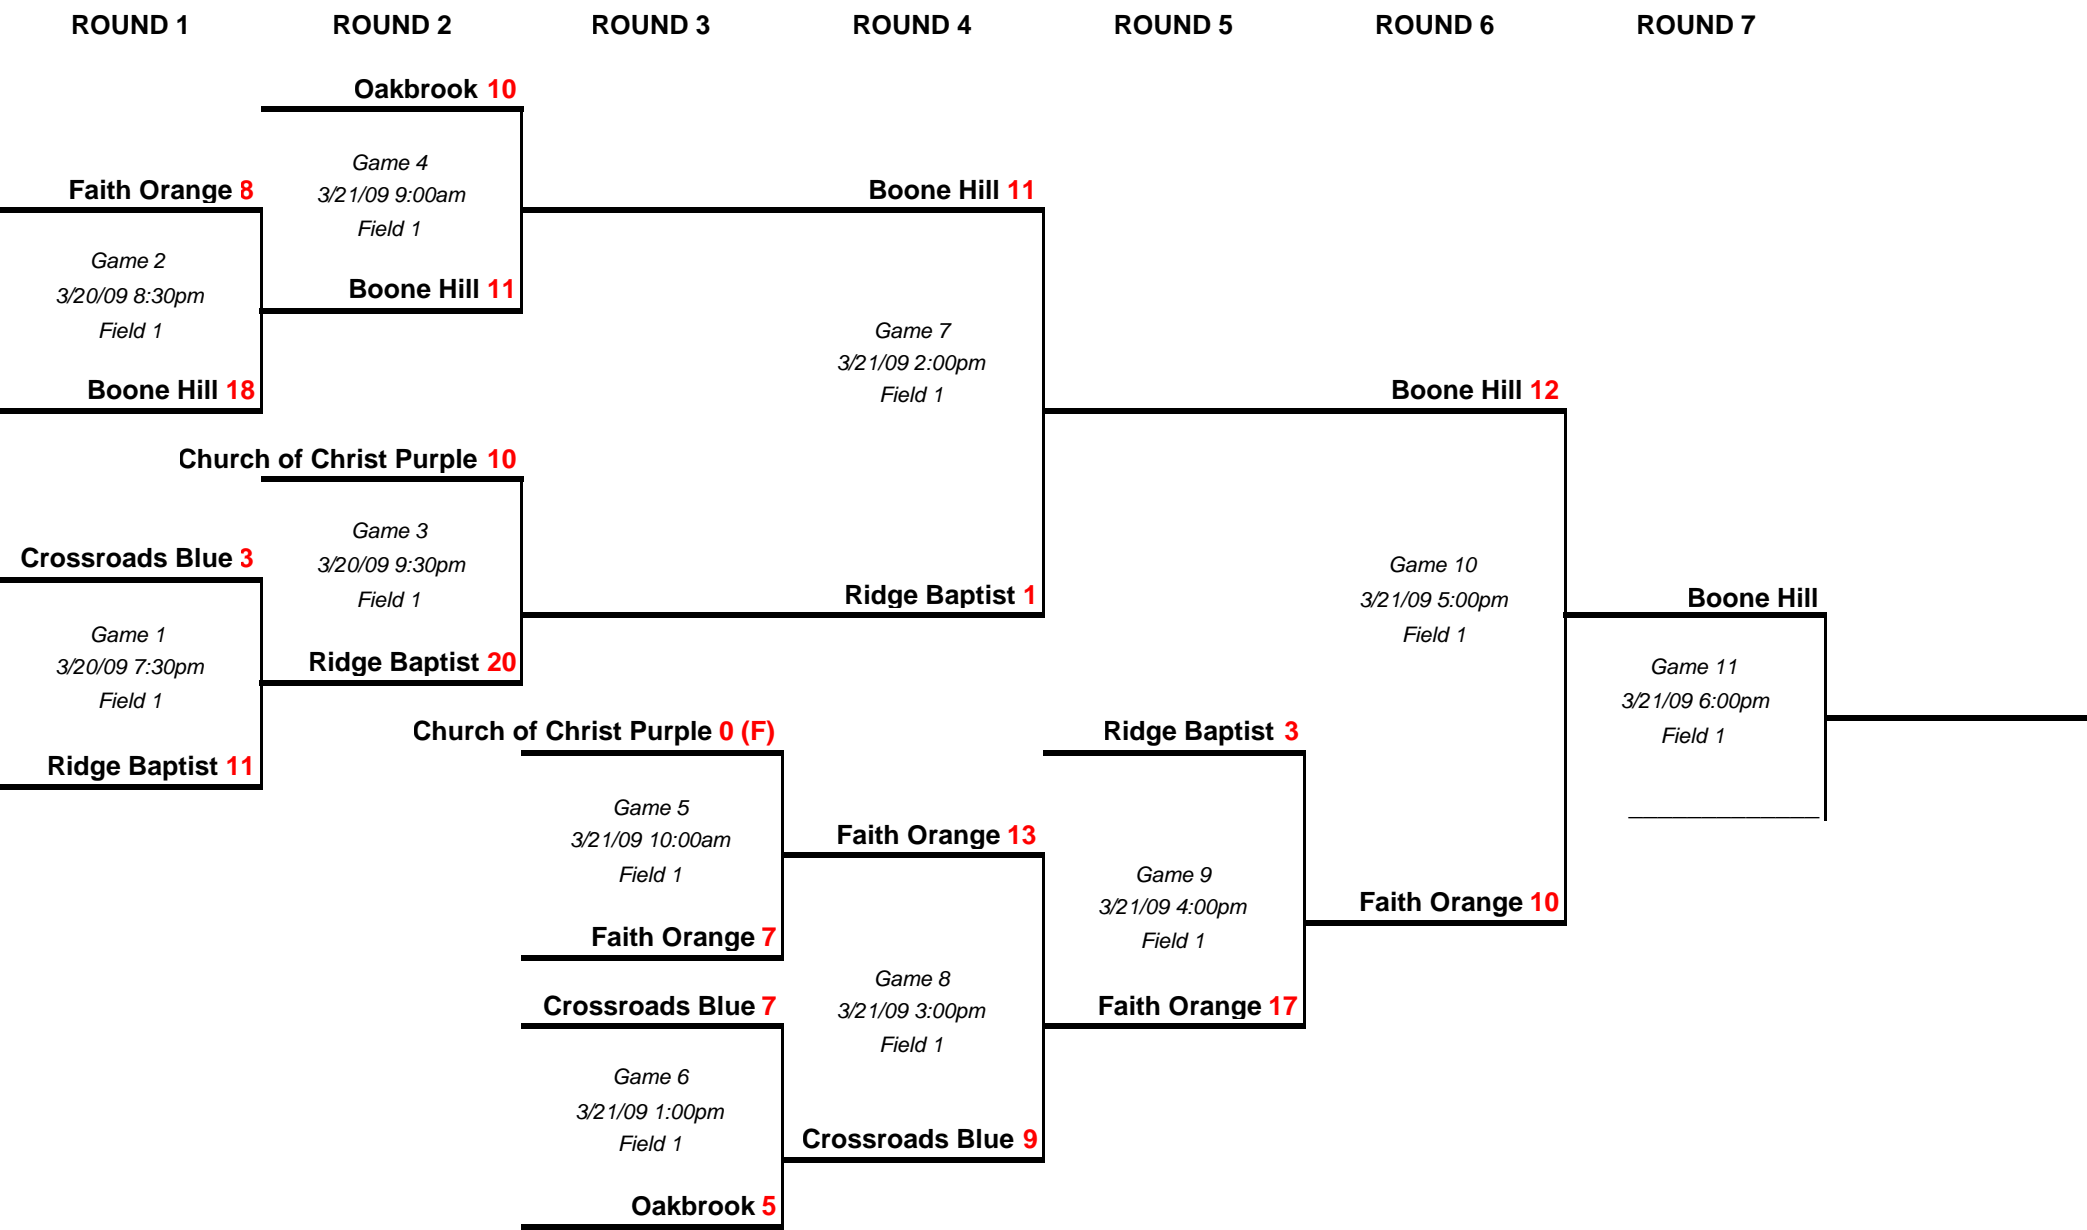 ROUND 1 ROUND 2 ROUND 3 ROUND 4 ROUND 5 ROUND 6 ROUND 7
Oakbrook 10
Game 4
3/21/09 9:00am
Field 1
Boone Hill 11
Faith Orange 8
Game 2
3/20/09 8:30pm
Field 1
Boone Hill 18
Church of Christ Purple 10
Game 3
3/20/09 9:30pm
Field 1
Ridge Baptist 20
Crossroads Blue 3
Game 1
3/20/09 7:30pm
Field 1
Ridge Baptist 11
Boone Hill 11
Game 7
3/21/09 2:00pm
Field 1
Ridge Baptist 1
Church of Christ Purple 0 (F)
Game 5
3/21/09 10:00am
Field 1
Faith Orange 7
Crossroads Blue 7
Game 6
3/21/09 1:00pm
Field 1
Oakbrook 5
Faith Orange 13
Game 8
3/21/09 3:00pm
Field 1
Crossroads Blue 9
Ridge Baptist 3
Game 9
3/21/09 4:00pm
Field 1
Faith Orange 17
Boone Hill 12
Game 10
3/21/09 5:00pm
Field 1
Faith Orange 10
Boone Hill
Game 11
3/21/09 6:00pm
Field 1